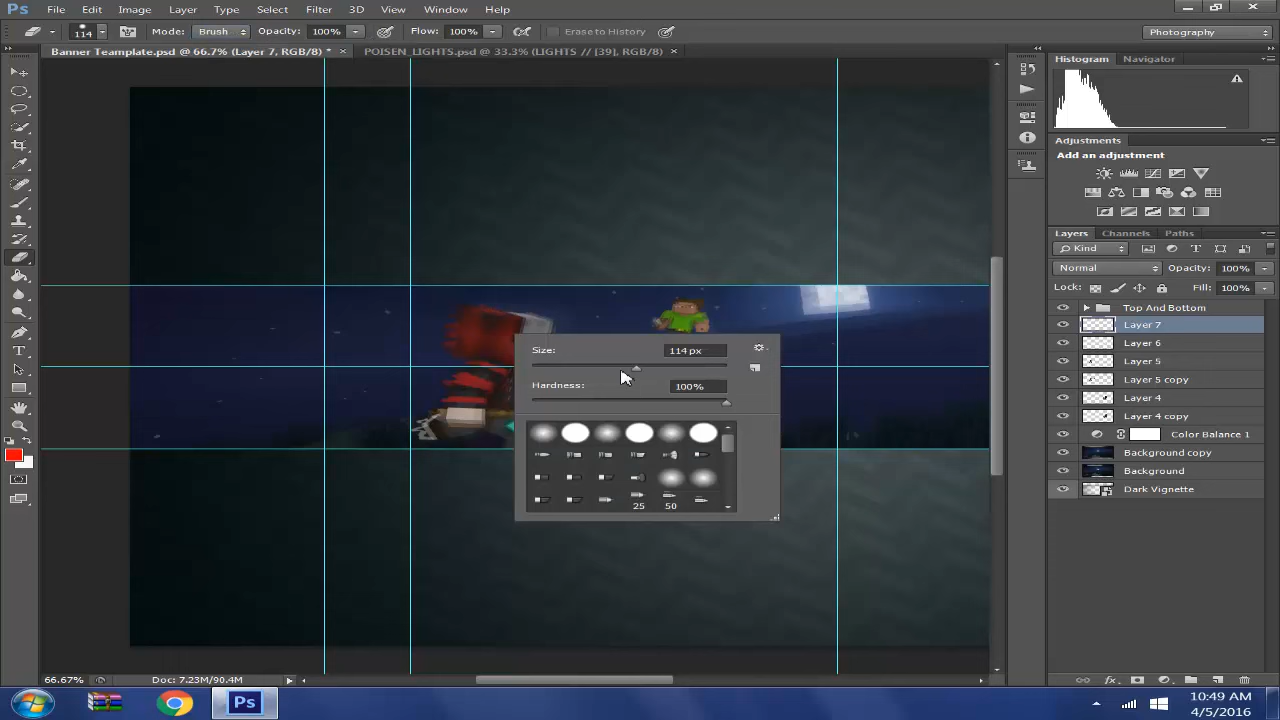 Ps File Edit Image Layer Type Select Filter 3D View Window Help
114 Mode: Brush Opacity: 100% Flow: 100% Erase to History Photography
Banner Teamplate.psd @ 66.7% (Layer 7, RGB/8) * × POISEN_LIGHTS.psd @ 33.3% (LIGHTS // [39], RGB/8) ×
Histogram Navigator
Adjustments
Add an adjustment
Layers Channels Paths
Kind
Normal Opacity: 100%
Lock: Fill: 100%
Top And Bottom
Layer 7
Layer 6
Layer 5
Layer 5 copy
Layer 4
Layer 4 copy
Color Balance 1
Background copy
Background
Dark Vignette
Size: 114 px
Hardness: 100%
25 50
66.67% Doc: 7.23M/90.4M
Ps
10:49 AM
4/5/2016